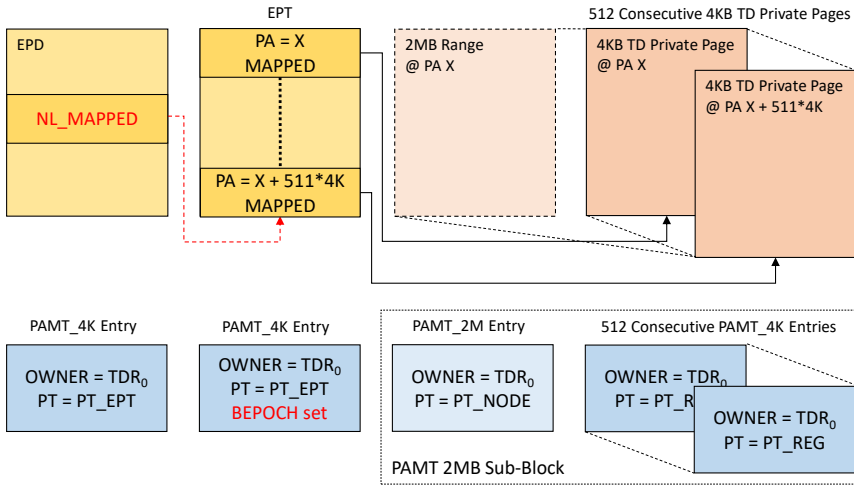 EPT
512 Consecutive 4KB TD Private Pages
EPD
NL_MAPPED
PA = X
MAPPED
PA = X + 511*4K
MAPPED
2MB Range
@ PA X
4KB TD Private Page
@ PA X
4KB TD Private Page
@ PA X + 511*4K
PAMT_4K Entry
PAMT_4K Entry
PAMT_2M Entry
512 Consecutive PAMT_4K Entries
OWNER = TDR₀
PT = PT_EPT
OWNER = TDR₀
PT = PT_EPT
BEPOCH set
OWNER = TDR₀
PT = PT_NODE
OWNER = TDR₀
PT = PT_R
OWNER = TDR₀
PT = PT_REG
PAMT 2MB Sub-Block